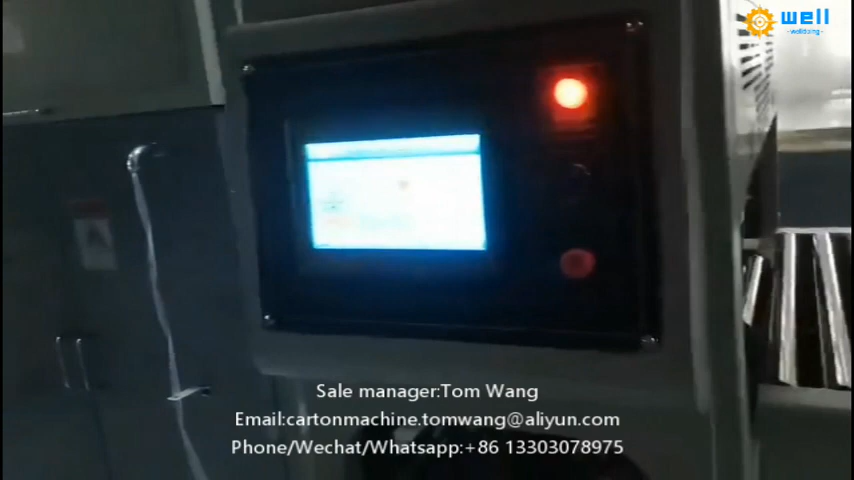 well
Sale manager:Tom Wang
Email:cartonmachine.tomwang@aliyun.com
Phone/Wechat/Whatsapp:+86 13303078975